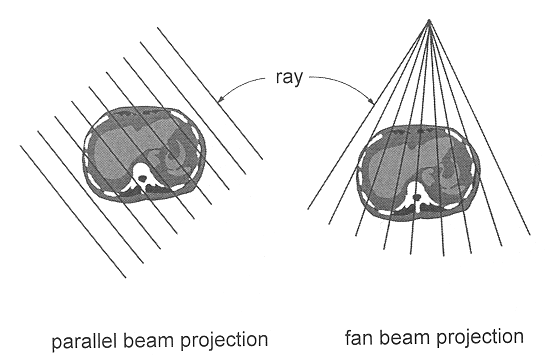 ray
parallel beam projection
fan beam projection